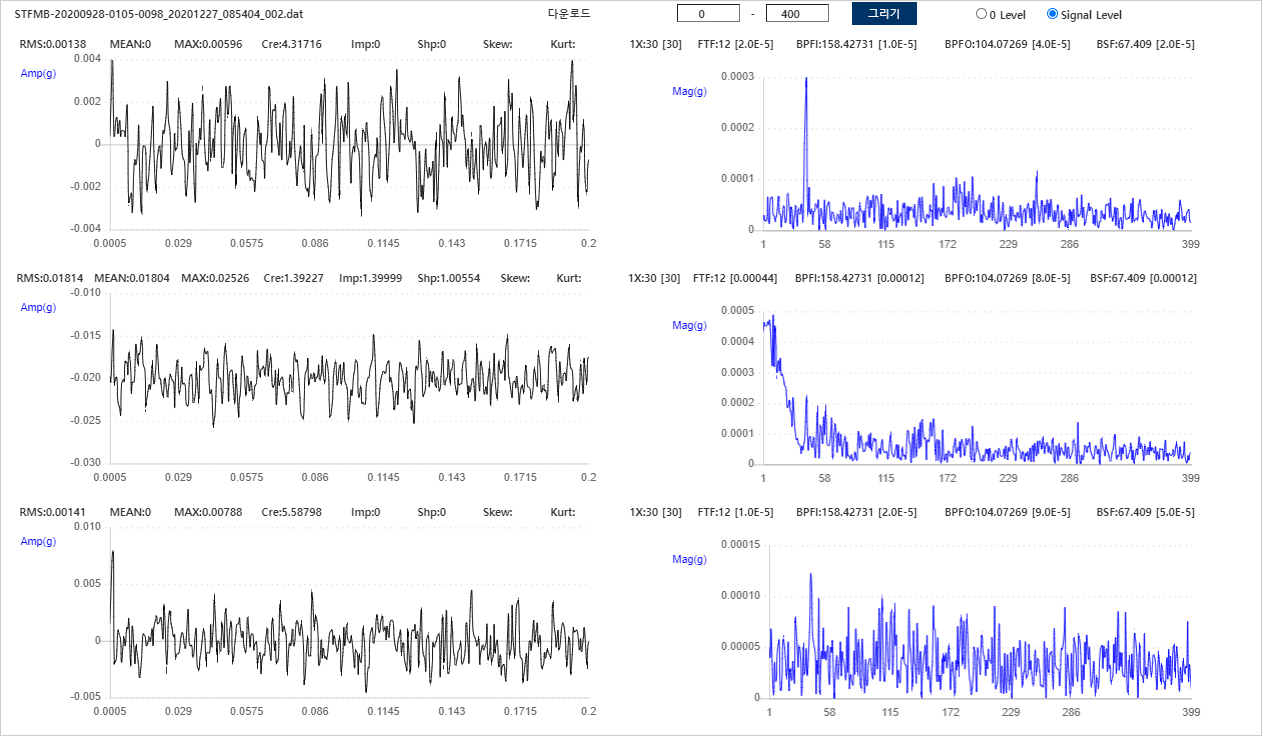 STFMB-20200928-0105-0098_20201227_085404_002.dat 다운로드 0 - 400 그리기 0 Level Signal Level
RMS:0.00138 MEAN:0 MAX:0.00596 Cre:4.31716 Imp:0 Shp:0 Skew: Kurt:
Amp(g)
0.004
0.002
0
-0.002
-0.004
0.0005 0.029 0.0575 0.086 0.1145 0.143 0.1715 0.2
1X:30 [30] FTF:12 [2.0E-5] BPFI:158.42731 [1.0E-5] BPFO:104.07269 [4.0E-5] BSF:67.409 [2.0E-5]
Mag(g)
0.0003
0.0002
0.0001
0
1 58 115 172 229 286 399
RMS:0.01814 MEAN:0.01804 MAX:0.02526 Cre:1.39227 Imp:1.39999 Shp:1.00554 Skew: Kurt:
Amp(g)
-0.010
-0.015
-0.020
-0.025
-0.030
0.0005 0.029 0.0575 0.086 0.1145 0.143 0.1715 0.2
1X:30 [30] FTF:12 [0.00044] BPFI:158.42731 [0.00012] BPFO:104.07269 [8.0E-5] BSF:67.409 [0.00012]
Mag(g)
0.0005
0.0004
0.0003
0.0002
0.0001
0
1 58 115 172 229 286 399
RMS:0.00141 MEAN:0 MAX:0.00788 Cre:5.58798 Imp:0 Shp:0 Skew: Kurt:
Amp(g)
0.010
0.005
0
-0.005
0.0005 0.029 0.0575 0.086 0.1145 0.143 0.1715 0.2
1X:30 [30] FTF:12 [1.0E-5] BPFI:158.42731 [2.0E-5] BPFO:104.07269 [9.0E-5] BSF:67.409 [5.0E-5]
Mag(g)
0.00015
0.00010
0.00005
0
1 58 115 172 229 286 399